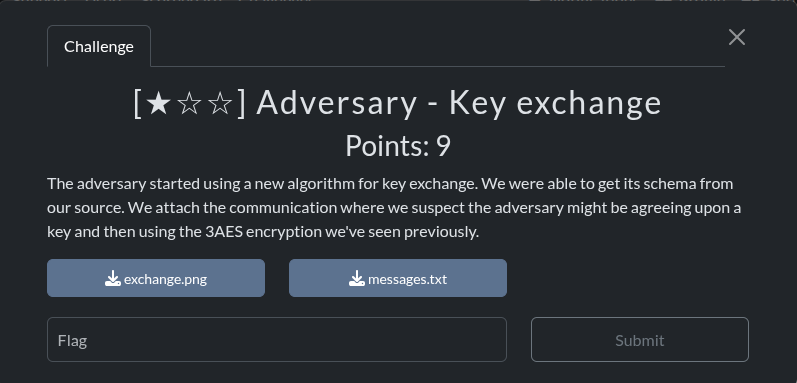 Challenge
[★☆☆] Adversary - Key exchange
Points: 9
The adversary started using a new algorithm for key exchange. We were able to get its schema from
our source. We attach the communication where we suspect the adversary might be agreeing upon a
key and then using the 3AES encryption we've seen previously.
exchange.png
messages.txt
Flag
Submit